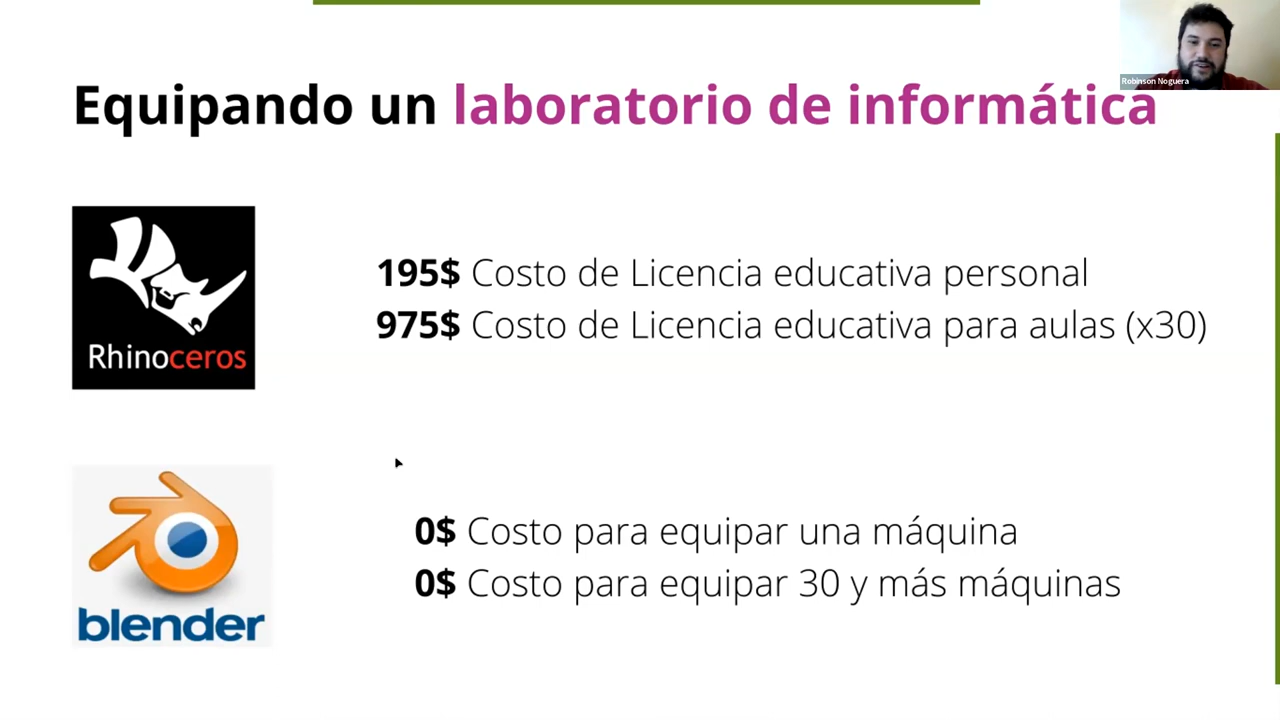 Robinson Noguera
Equipando un laboratorio de informática
Rhinoceros
195$ Costo de Licencia educativa personal
975$ Costo de Licencia educativa para aulas (x30)
blender
0$ Costo para equipar una máquina
0$ Costo para equipar 30 y más máquinas